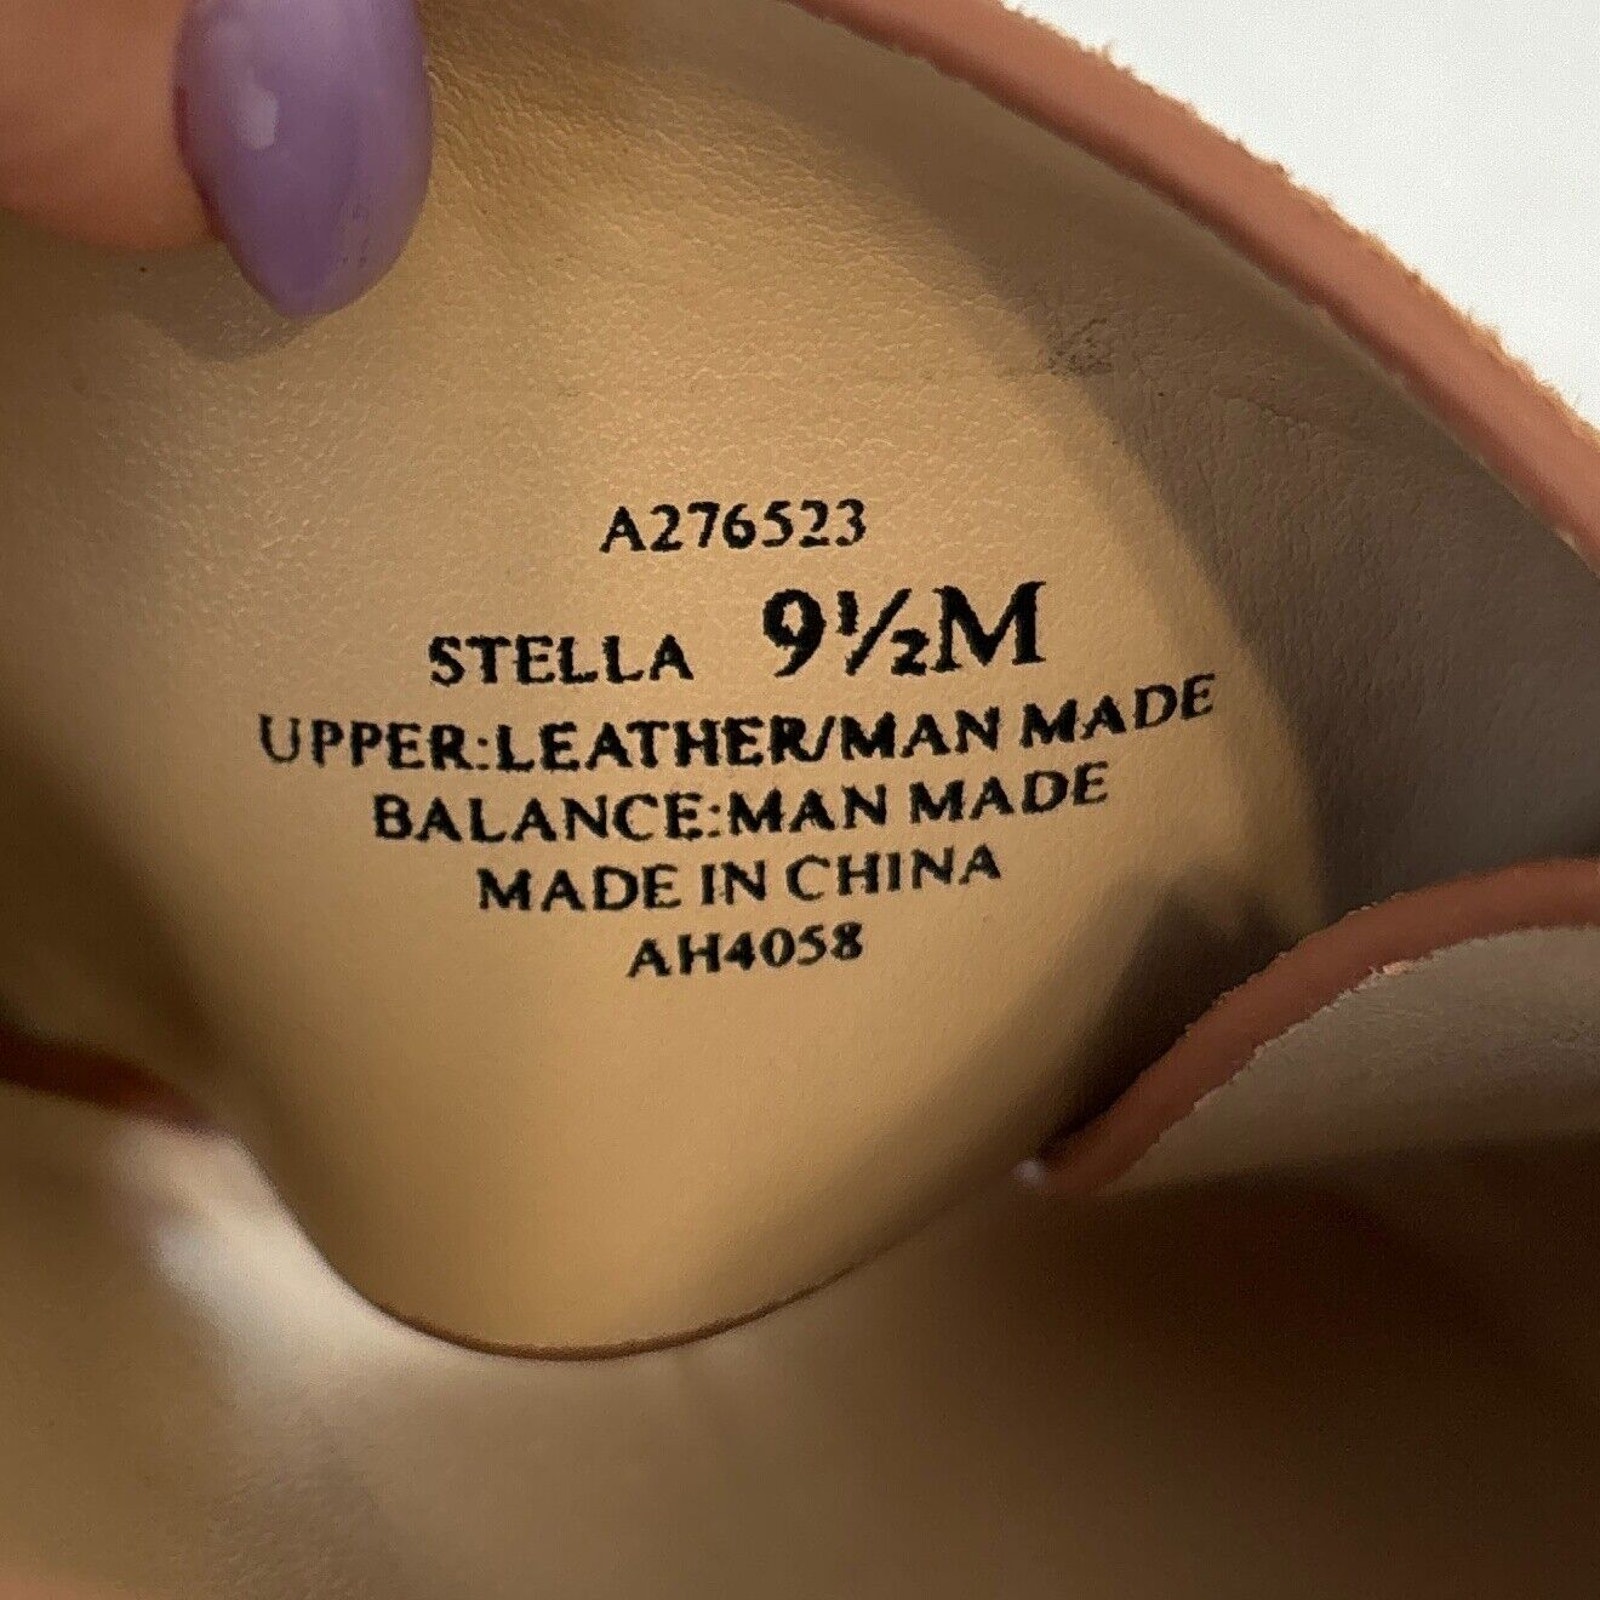 A276523
STELLA 9½M
UPPER:LEATHER/MAN MADE
BALANCE:MAN MADE
MADE IN CHINA
AH4058